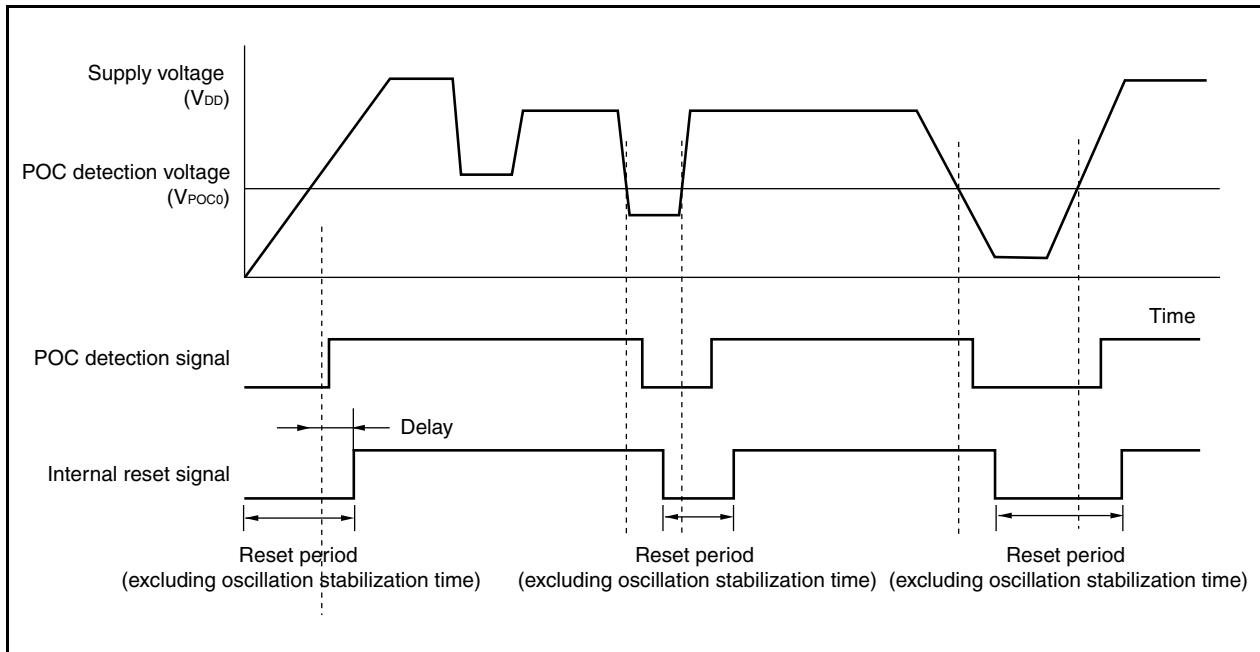 Supply voltage
(VDD)
POC detection voltage
(VPOC0)
Time
POC detection signal
Delay
Internal reset signal
Reset period
(excluding oscillation stabilization time)
Reset period
(excluding oscillation stabilization time)
Reset period
(excluding oscillation stabilization time)